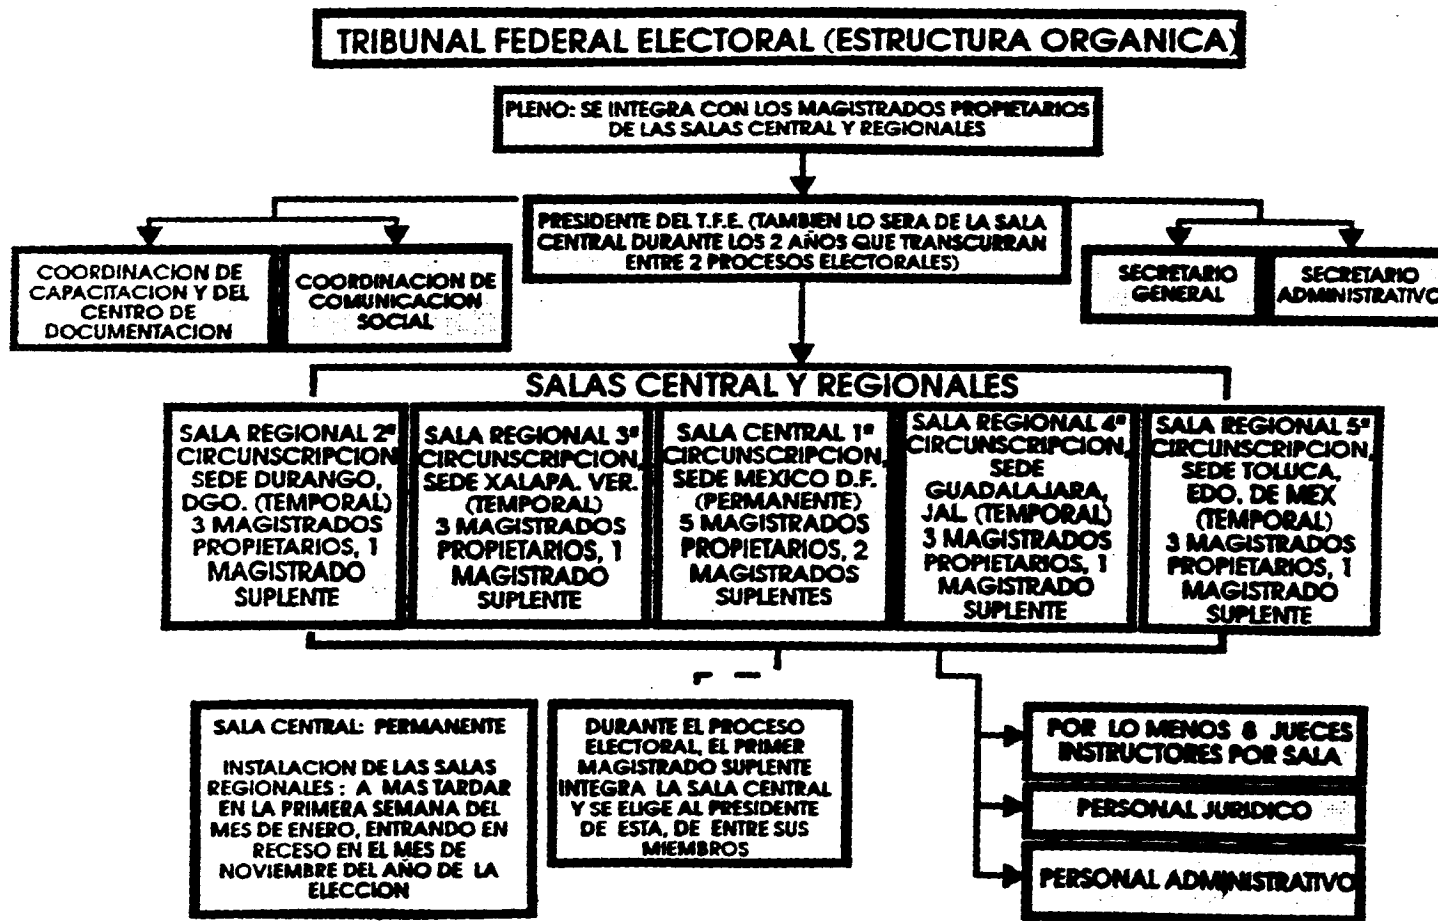 TRIBUNAL FEDERAL ELECTORAL (ESTRUCTURA ORGANICA)
PLENO: SE INTEGRA CON LOS MAGISTRADOS PROPIETARIOS
DE LAS SALAS CENTRAL Y REGIONALES
PRESIDENTE DEL T.F.E. (TAMBIEN LO SERA DE LA SALA
CENTRAL DURANTE LOS 2 AÑOS QUE TRANSCURRAN
ENTRE 2 PROCESOS ELECTORALES)
COORDINACION DE
CAPACITACION Y DEL
CENTRO DE
DOCUMENTACION
COORDINACION DE
COMUNICACION
SOCIAL
SECRETARIO
GENERAL
SECRETARIO
ADMINISTRATIVO
SALAS CENTRAL Y REGIONALES
SALA REGIONAL 2ª
CIRCUNSCRIPCION
SEDE DURANGO,
DGO. (TEMPORAL)
3 MAGISTRADOS
PROPIETARIOS, 1
MAGISTRADO
SUPLENTE
SALA REGIONAL 3ª
CIRCUNSCRIPCION,
SEDE XALAPA. VER.
(TEMPORAL)
3 MAGISTRADOS
PROPIETARIOS, 1
MAGISTRADO
SUPLENTE
SALA CENTRAL 1ª
CIRCUNSCRIPCION,
SEDE MEXICO D.F.
(PERMANENTE)
5 MAGISTRADOS
PROPIETARIOS, 2
MAGISTRADOS
SUPLENTES
SALA REGIONAL 4ª
CIRCUNSCRIPCION,
SEDE
GUADALAJARA,
JAL. (TEMPORAL)
3 MAGISTRADOS
PROPIETARIOS, 1
MAGISTRADO
SUPLENTE
SALA REGIONAL 5ª
CIRCUNSCRIPCION,
SEDE TOLUCA,
EDO. DE MEX
(TEMPORAL)
3 MAGISTRADOS
PROPIETARIOS, 1
MAGISTRADO
SUPLENTE
SALA CENTRAL: PERMANENTE
INSTALACION DE LAS SALAS
REGIONALES : A MAS TARDAR
EN LA PRIMERA SEMANA DEL
MES DE ENERO, ENTRANDO EN
RECESO EN EL MES DE
NOVIEMBRE DEL AÑO DE LA
ELECCION
DURANTE EL PROCESO
ELECTORAL, EL PRIMER
MAGISTRADO SUPLENTE
INTEGRA LA SALA CENTRAL
Y SE ELIGE AL PRESIDENTE
DE ESTA, DE ENTRE SUS
MIEMBROS
POR LO MENOS 8 JUECES
INSTRUCTORES POR SALA
PERSONAL JURIDICO
PERSONAL ADMINISTRATIVO